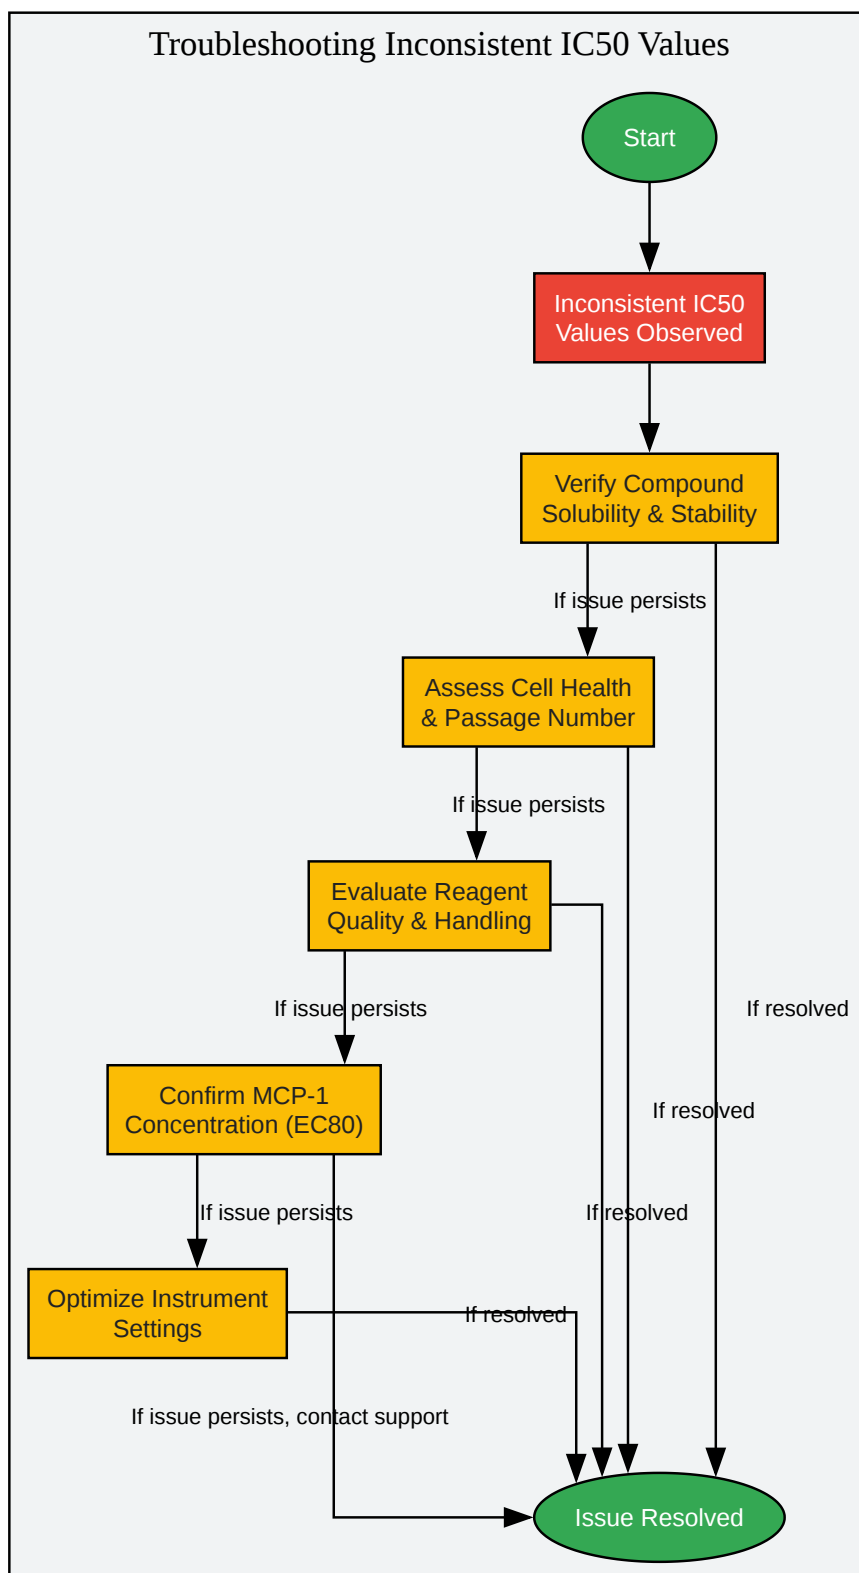 Troubleshooting Inconsistent IC50 Values
Start
Inconsistent IC50
Values Observed
Verify Compound
Solubility & Stability
If issue persists
Assess Cell Health
& Passage Number
If issue persists
Evaluate Reagent
Quality & Handling
If issue persists
If resolved
Confirm MCP-1
Concentration (EC80)
If resolved
If issue persists
If resolved
Optimize Instrument
Settings
If resolved
If issue persists, contact support
Issue Resolved